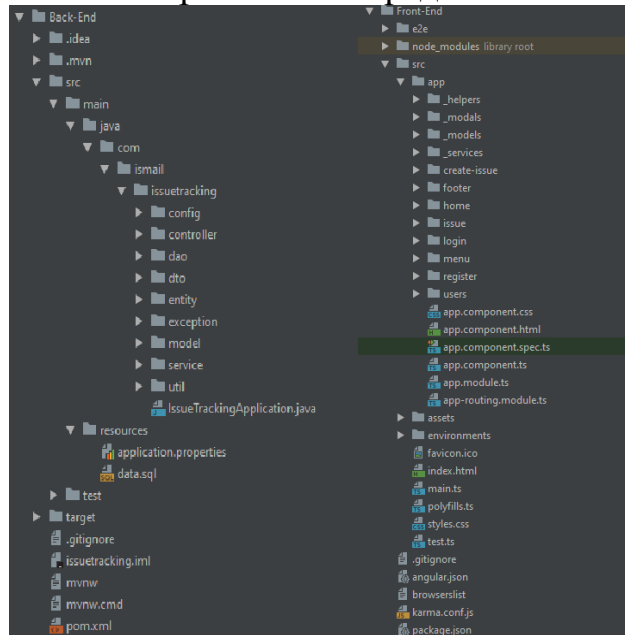 Back-End
.idea
.mvn
src
main
java
com
ismail
issuetracking
config
controller
dao
dto
entity
exception
model
service
util
IssueTrackingApplication.java
resources
application.properties
data.sql
test
target
.gitignore
issuetracking.iml
mvnw
mvnw.cmd
pom.xml
Front-End
e2e
node_modules library root
src
app
_helpers
_modals
_models
_services
create-issue
footer
home
issue
login
menu
register
users
app.component.css
app.component.html
app.component.spec.ts
app.component.ts
app.module.ts
app-routing.module.ts
assets
environments
favicon.ico
index.html
main.ts
polyfills.ts
styles.css
test.ts
.gitignore
angular.json
browserslist
karma.conf.js
package.json